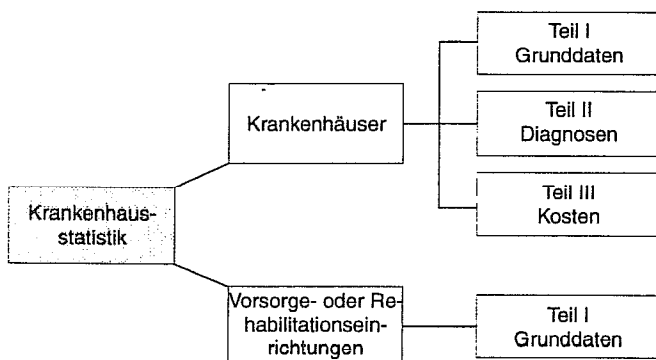 Krankenhaus-
statistik
Krankenhäuser
Teil I
Grunddaten
Teil II
Diagnosen
Teil III
Kosten
Vorsorge- oder Re-
habilitationsein-
richtungen
Teil I
Grunddaten